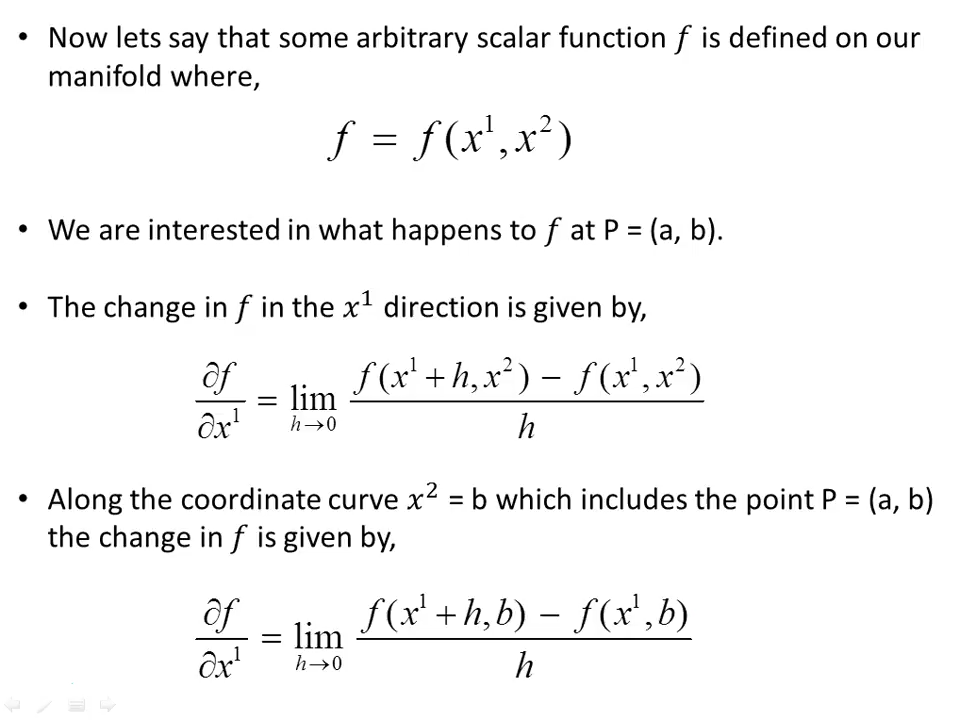 • Now lets say that some arbitrary scalar function 𝑓 is defined on our
manifold where,
f = f(x¹, x²)
• We are interested in what happens to 𝑓 at P = (a, b).
• The change in 𝑓 in the 𝑥¹ direction is given by,
∂f/∂x¹ = lim h→0 (f(x¹ + h, x²) − f(x¹, x²))/h
• Along the coordinate curve 𝑥² = b which includes the point P = (a, b)
the change in 𝑓 is given by,
∂f/∂x¹ = lim h→0 (f(x¹ + h, b) − f(x¹, b))/h